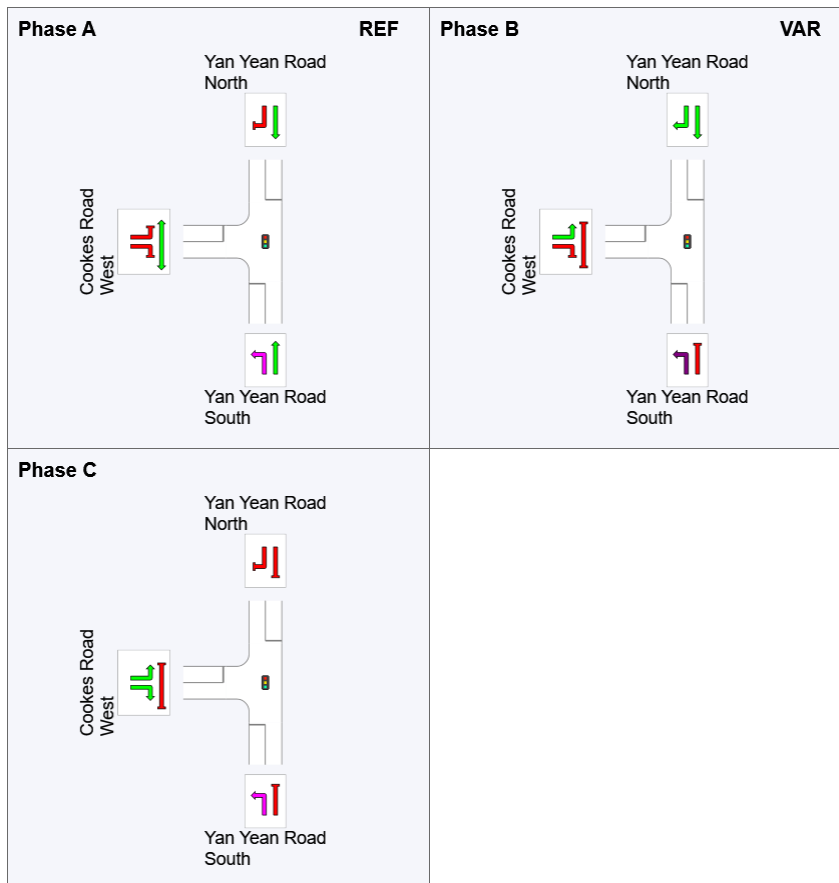 Phase A
REF
Yan Yean Road
North
Cookes Road
West
Yan Yean Road
South
Phase B
VAR
Yan Yean Road
North
Cookes Road
West
Yan Yean Road
South
Phase C
Yan Yean Road
North
Cookes Road
West
Yan Yean Road
South